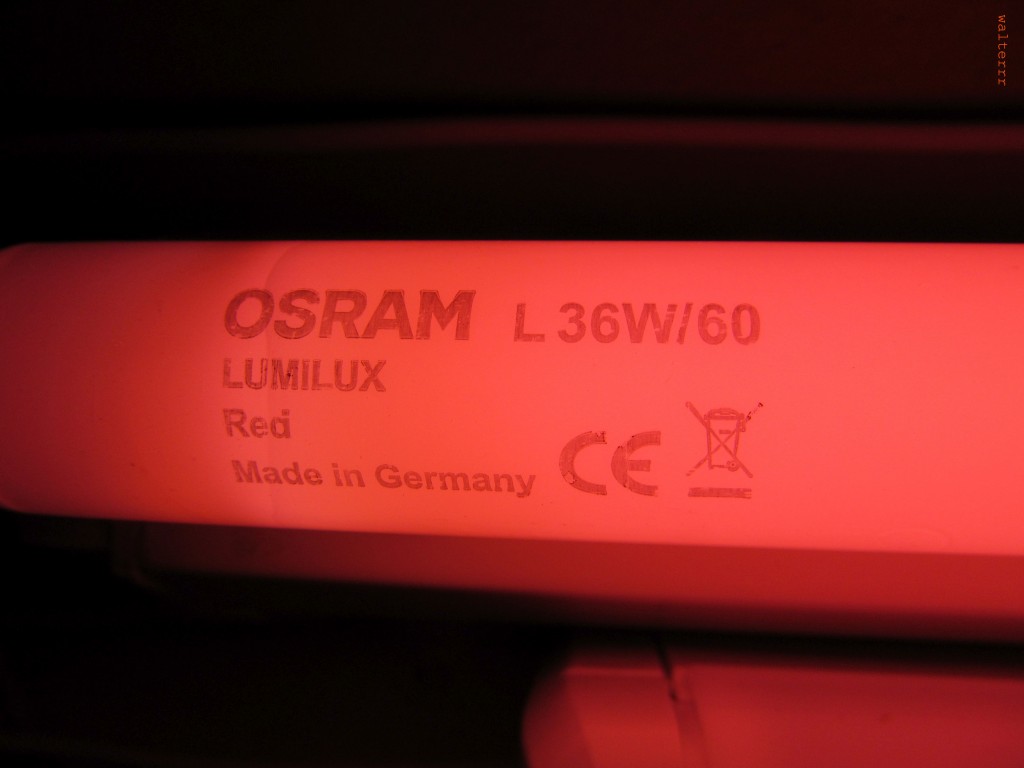 OSRAM L 36W/60
LUMILUX
Red
Made in Germany CE
walterrr